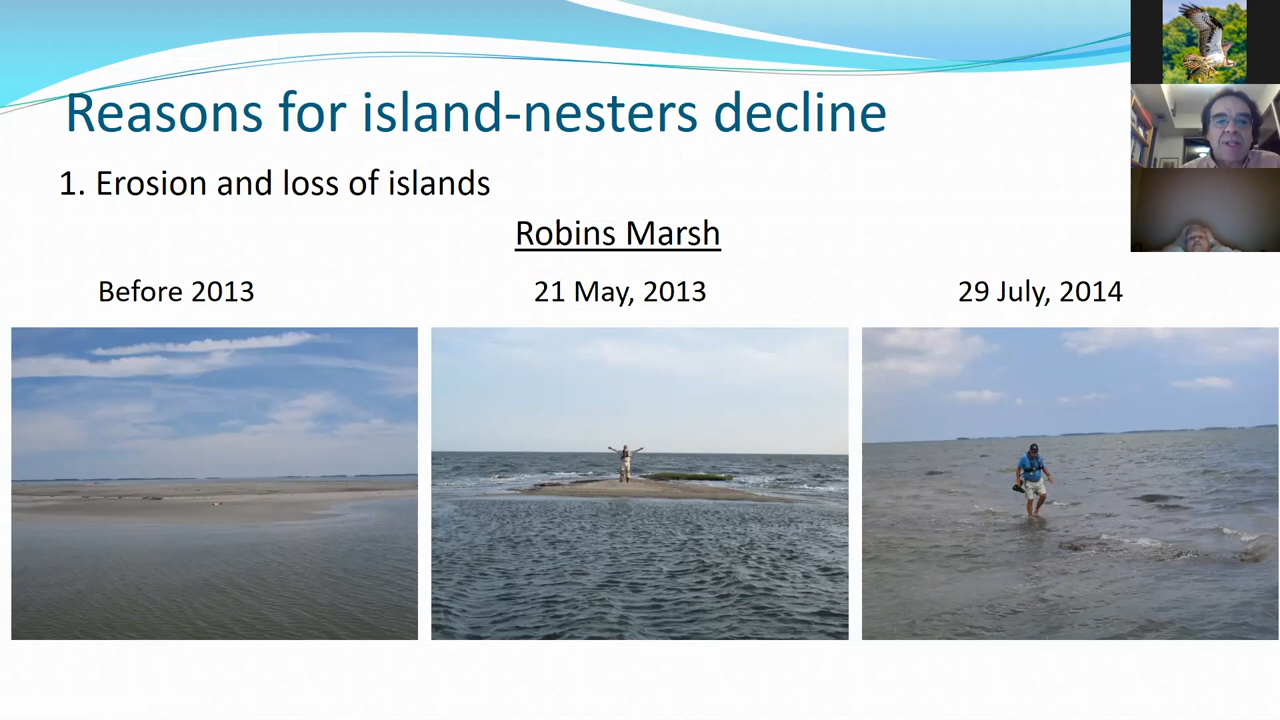 Reasons for island-nesters decline
1. Erosion and loss of islands
Robins Marsh
Before 2013
21 May, 2013
29 July, 2014